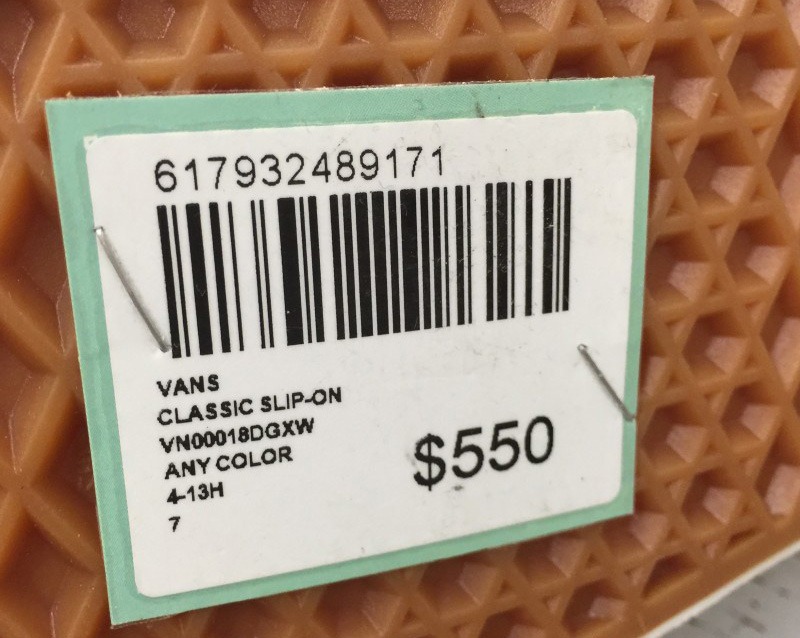 617932489171
VANS
CLASSIC SLIP-ON
VN00018DGXW
ANY COLOR
4-13H
7
$550